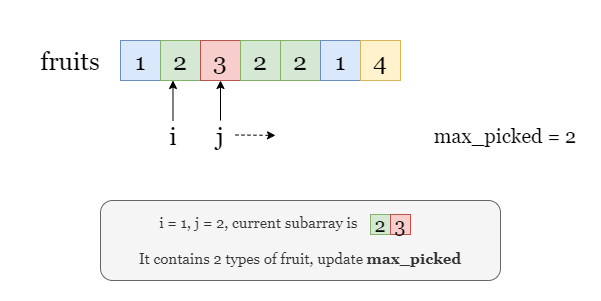 fruits 1 2 3 2 2 1 4
i j
max_picked = 2
i = 1, j = 2, current subarray is 2 3
It contains 2 types of fruit, update max_picked